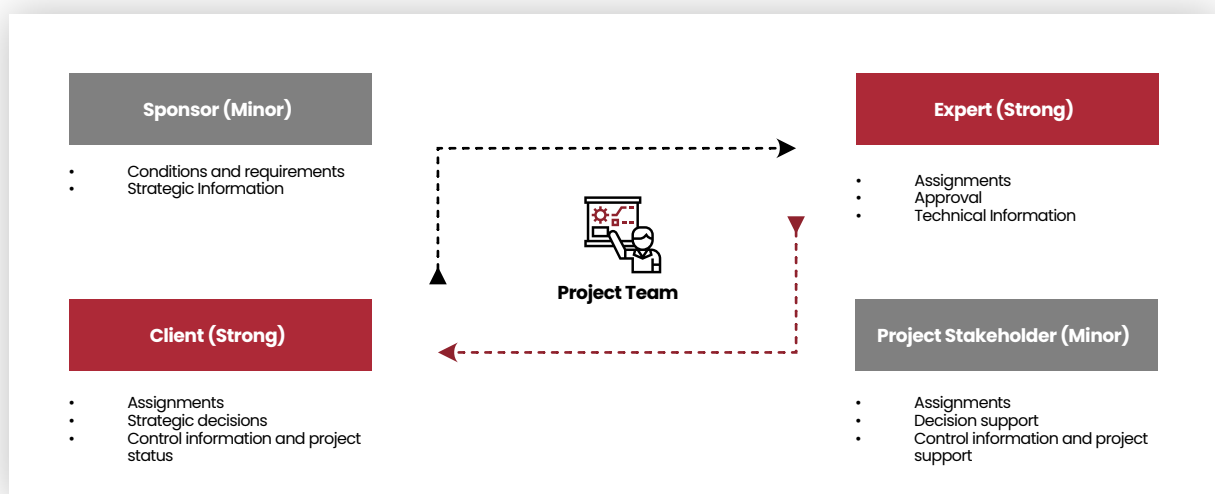 Sponsor (Minor)
• Conditions and requirements
• Strategic Information
Expert (Strong)
• Assignments
• Approval
• Technical Information
Project Team
Client (Strong)
• Assignments
• Strategic decisions
• Control information and project
status
Project Stakeholder (Minor)
• Assignments
• Decision support
• Control information and project
support